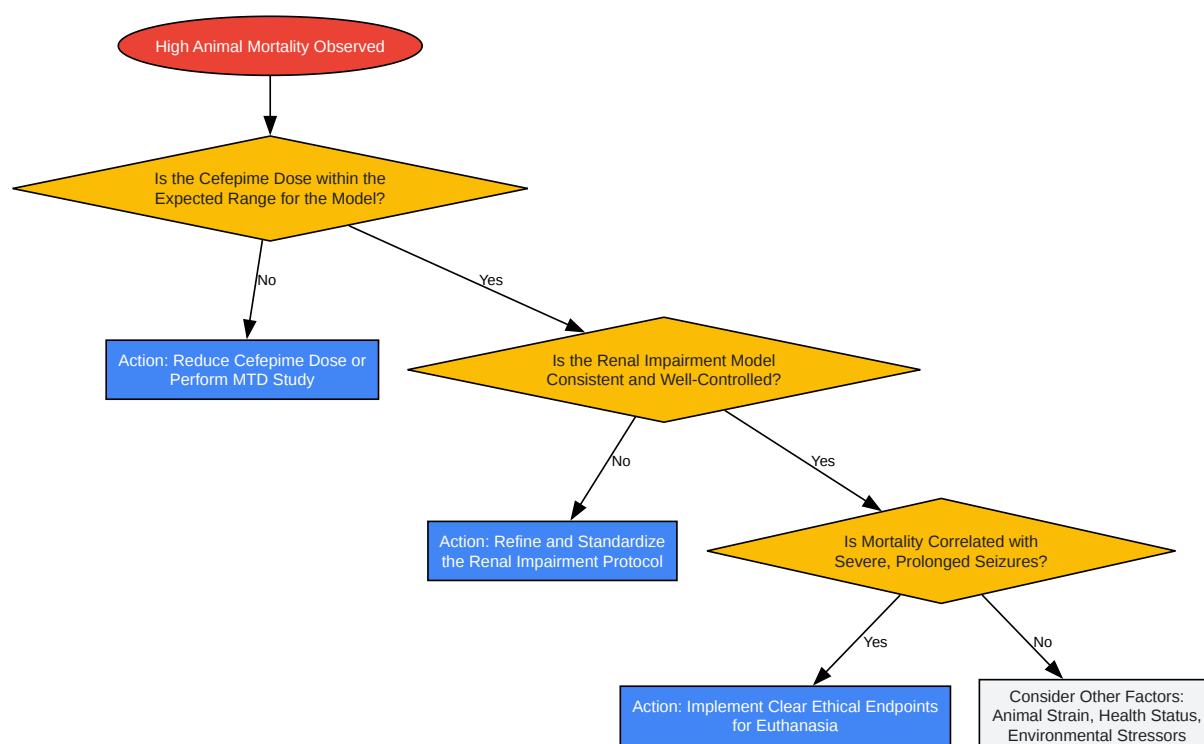 High Animal Mortality Observed
Is the Cefepime Dose within the
Expected Range for the Model?
No
Yes
Action: Reduce Cefepime Dose or
Perform MTD Study
Is the Renal Impairment Model
Consistent and Well-Controlled?
No
Yes
Action: Refine and Standardize
the Renal Impairment Protocol
Is Mortality Correlated with
Severe, Prolonged Seizures?
Yes
No
Action: Implement Clear Ethical Endpoints
for Euthanasia
Consider Other Factors:
Animal Strain, Health Status,
Environmental Stressors